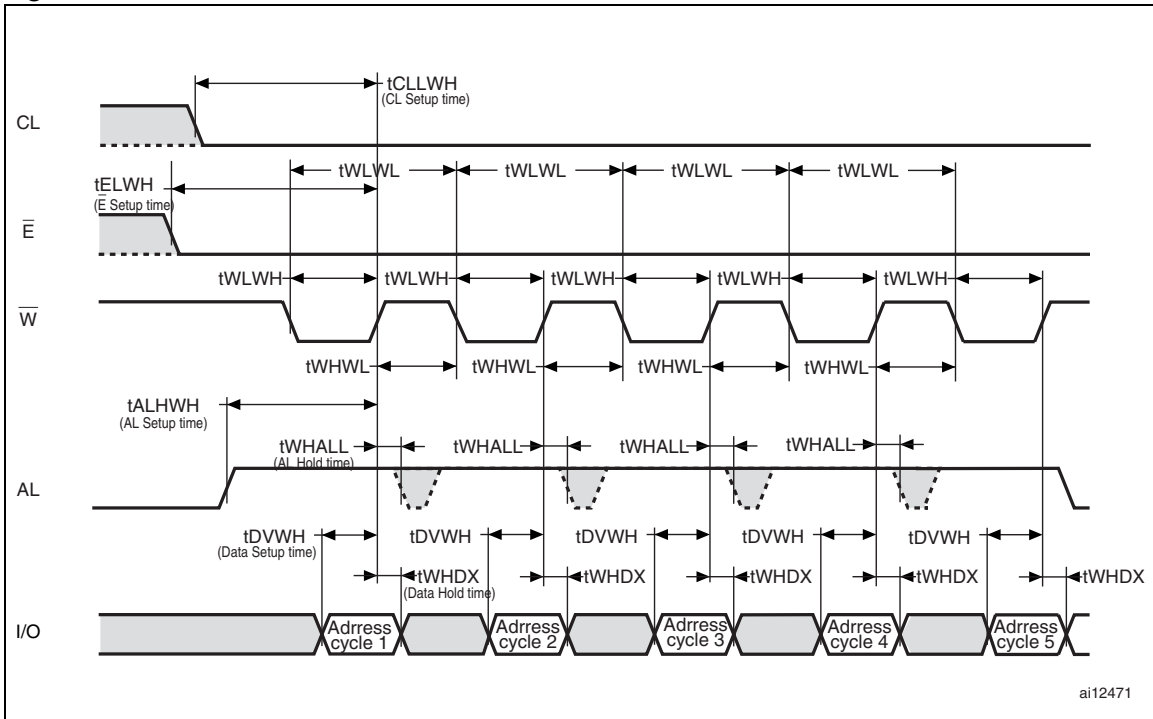 tCLLWH
(CL Setup time)
CL
tWLWL tWLWL tWLWL tWLWL
tELWH
(E Setup time)
E
tWLWH tWLWH tWLWH tWLWH tWLWH
W
tWHWL tWHWL tWHWL tWHWL
tALHWH
(AL Setup time)
tWHALL tWHALL tWHALL tWHALL
(AL Hold time)
AL
tDVWH tDVWH tDVWH tDVWH tDVWH
(Data Setup time)
tWHDX tWHDX tWHDX tWHDX tWHDX
(Data Hold time)
I/O
Adrress Adrress Adrress Adrress Adrress
cycle 1 cycle 2 cycle 3 cycle 4 cycle 5
ai12471